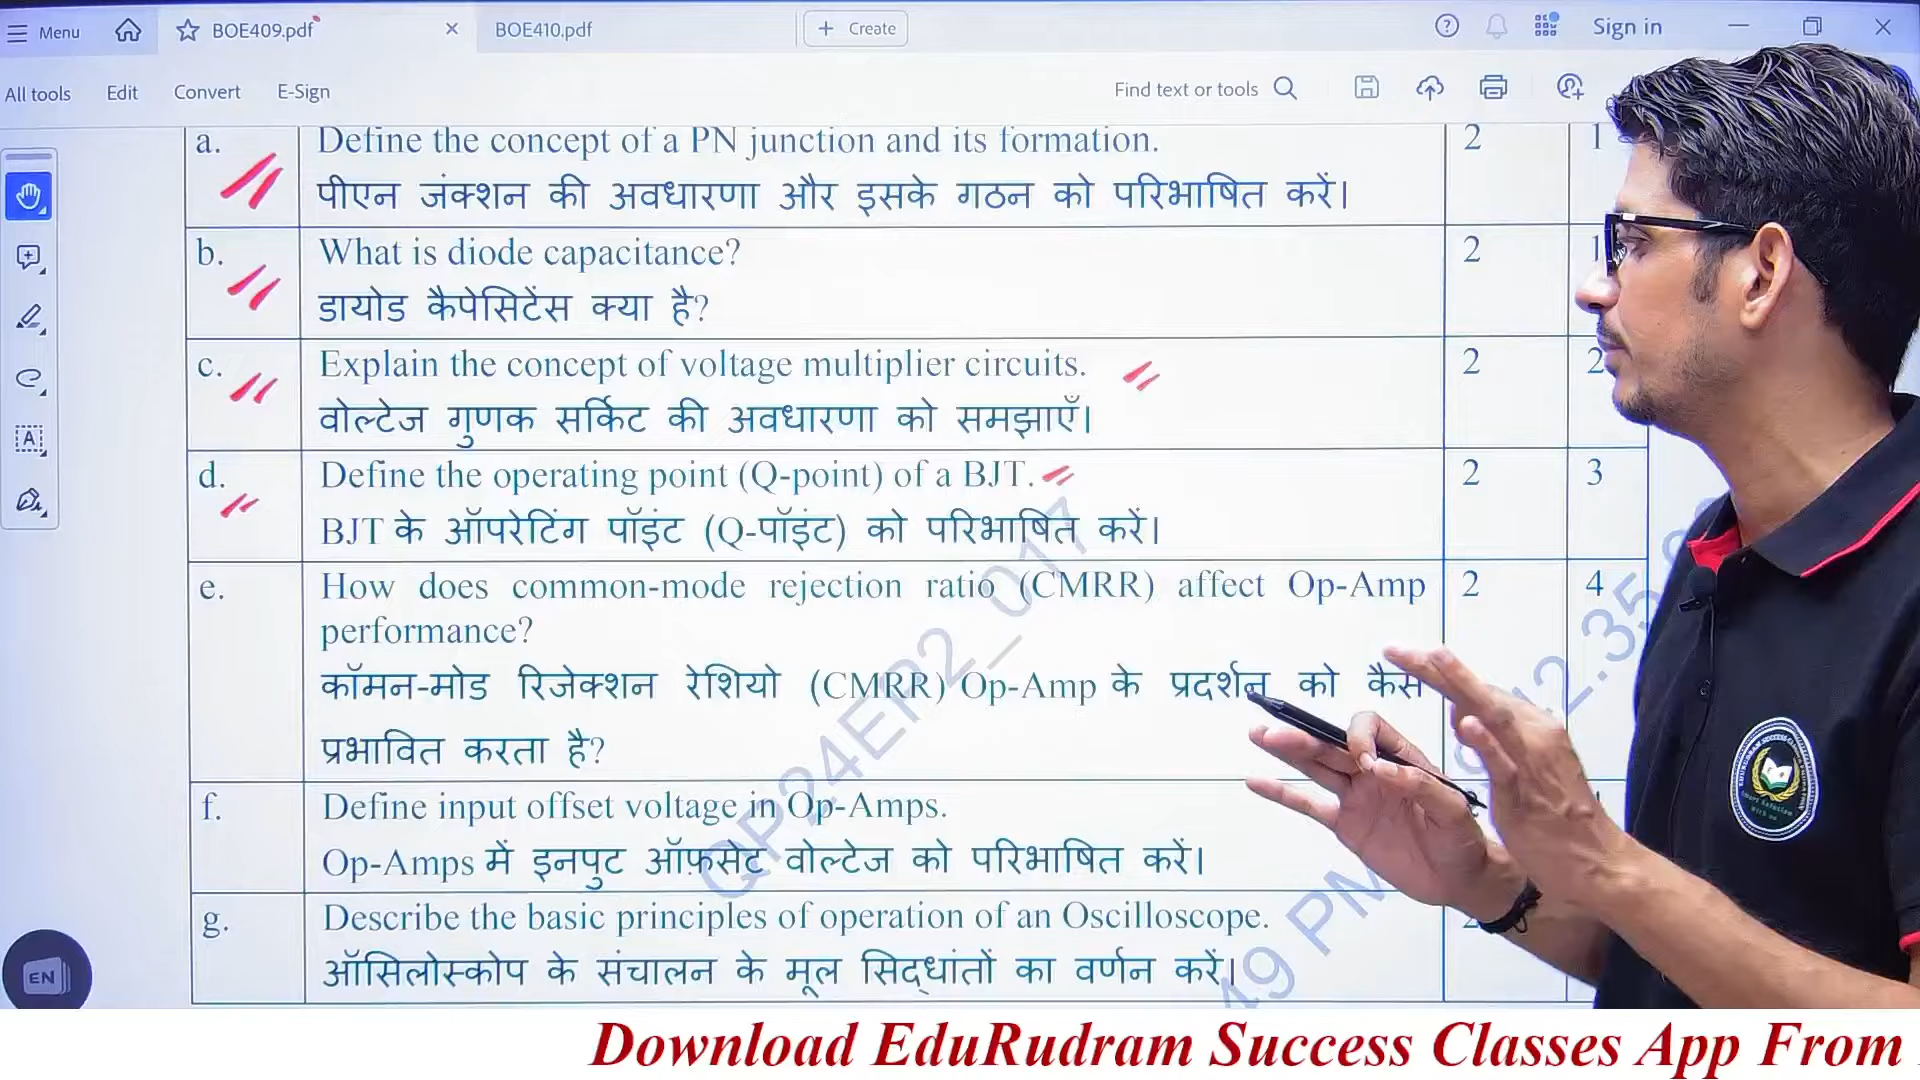 Menu
BOE409.pdf
BOE410.pdf
Create
Sign in
All tools
Edit
Convert
E-Sign
Find text or tools
a. Define the concept of a PN junction and its formation. 2 1
पीएन जंक्शन की अवधारणा और इसके गठन को परिभाषित करें।
b. What is diode capacitance? 2 1
डायोड कैपेसिटेंस क्या है?
c. Explain the concept of voltage multiplier circuits. 2 2
वोल्टेज गुणक सर्किट की अवधारणा को समझाएँ।
d. Define the operating point (Q-point) of a BJT. 2 3
BJT के ऑपरेटिंग पॉइंट (Q-पॉइंट) को परिभाषित करें।
e. How does common-mode rejection ratio (CMRR) affect Op-Amp 2 4
performance?
कॉमन-मोड रिजेक्शन रेशियो (CMRR) Op-Amp के प्रदर्शन को
प्रभावित करता है?
f. Define input offset voltage in Op-Amps.
Op-Amps में इनपुट ऑफ़सेट वोल्टेज को परिभाषित करें।
g. Describe the basic principles of operation of an Oscilloscope.
ऑसिलोस्कोप के संचालन के मूल सिद्धांतों का वर्णन करें।
QP24EP2_017
49 PM
EN
Download EduRudram Success Classes App From